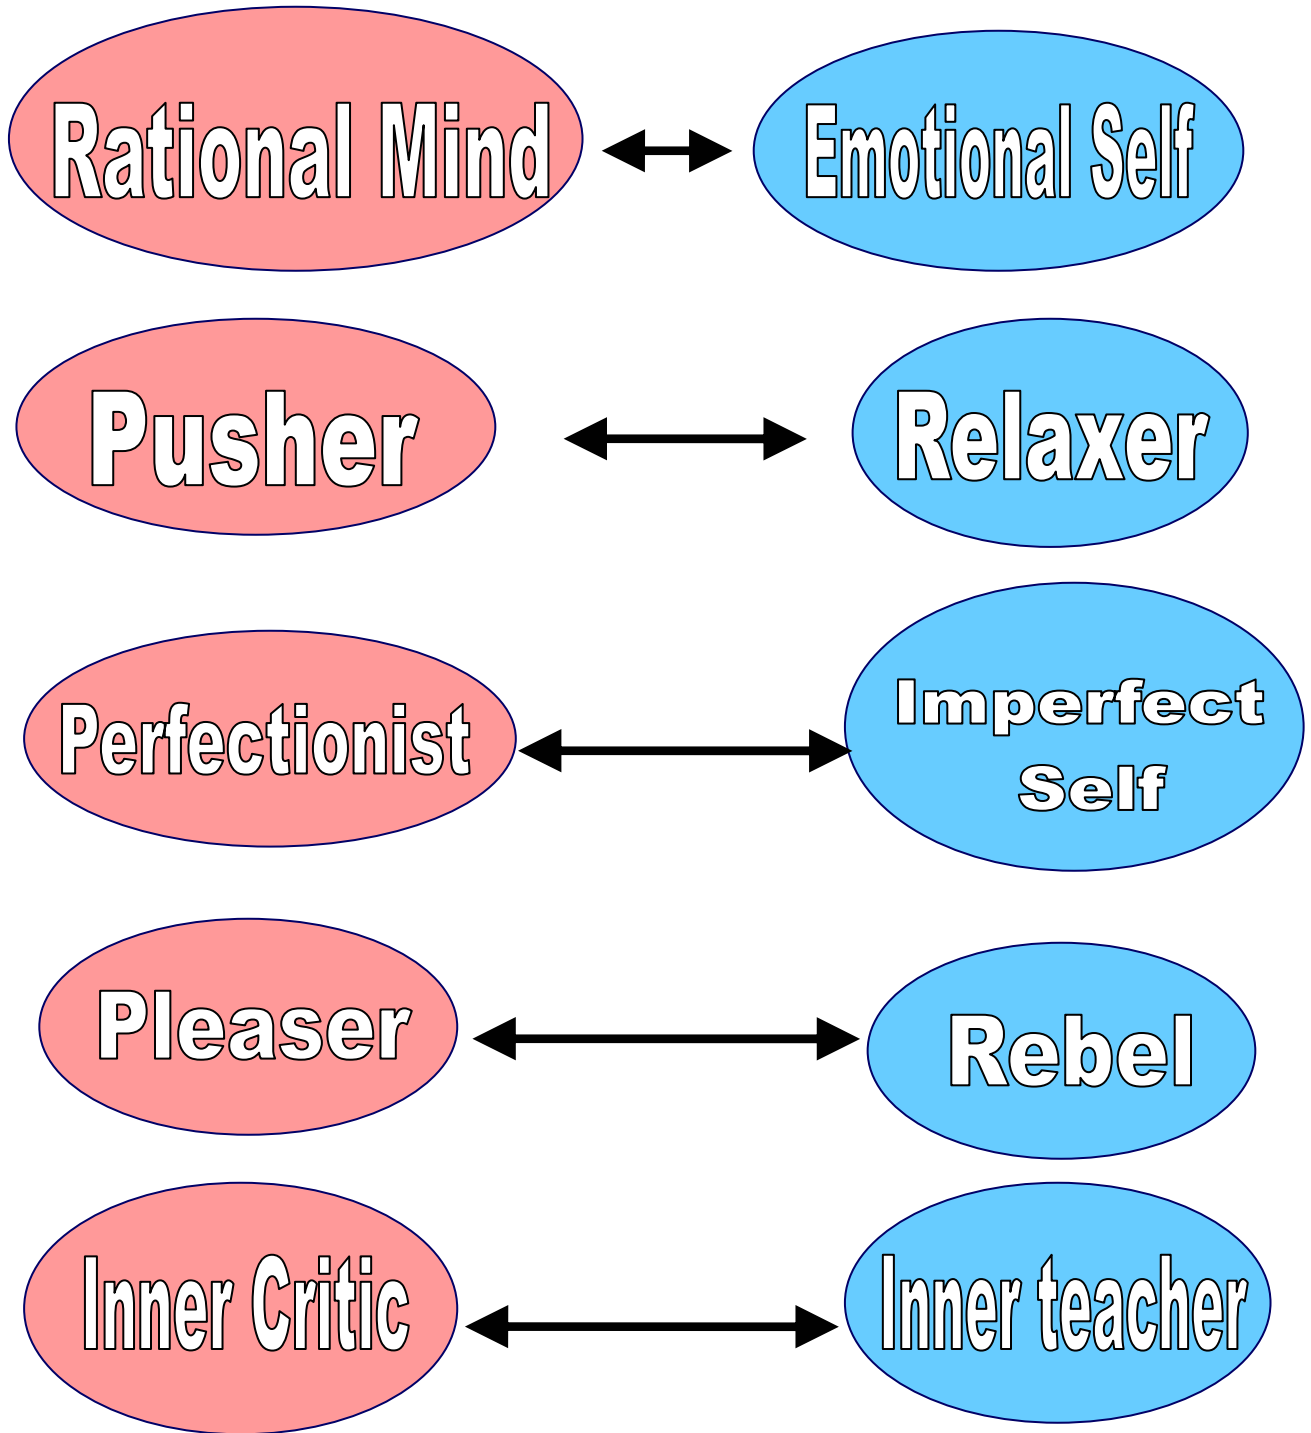 Rational Mind
Emotional Self
Pusher
Relaxer
Perfectionist
Imperfect
Self
Pleaser
Rebel
Inner Critic
Inner teacher